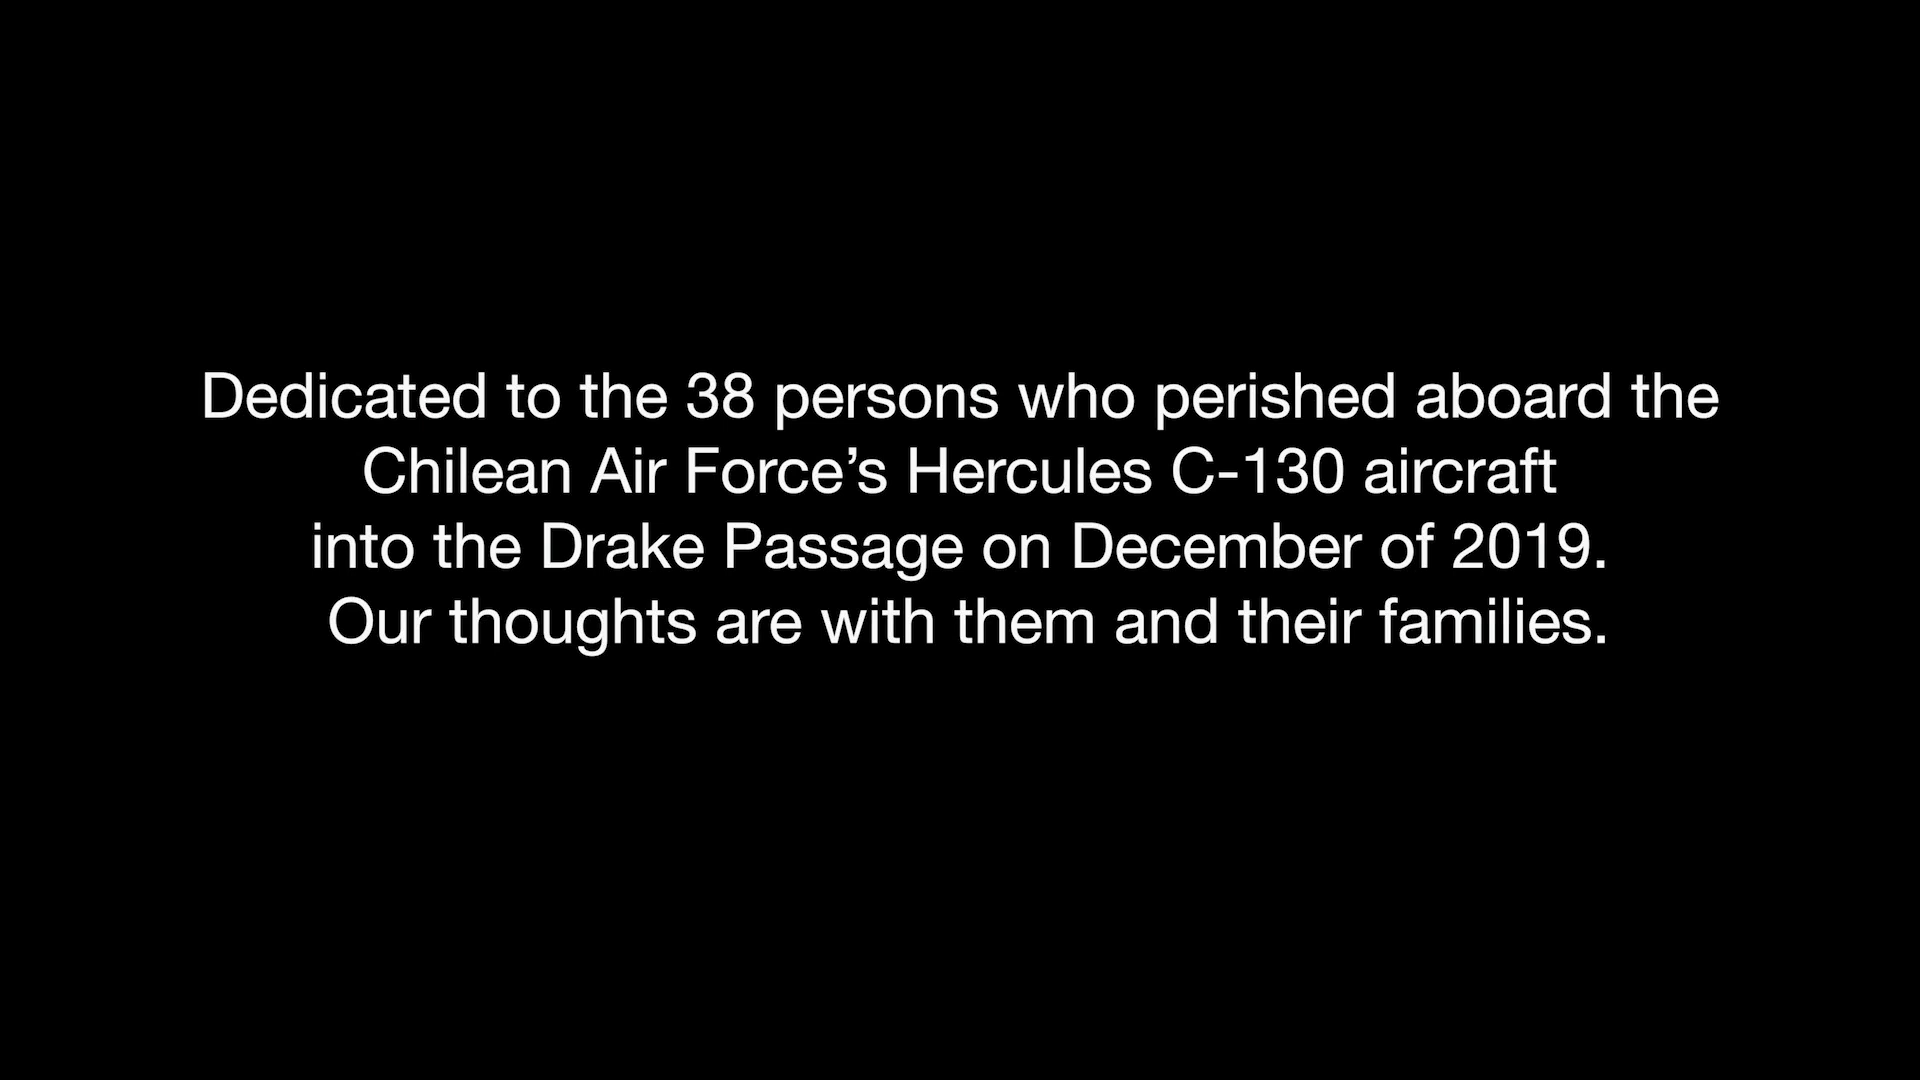 Dedicated to the 38 persons who perished aboard the
Chilean Air Force’s Hercules C-130 aircraft
into the Drake Passage on December of 2019.
Our thoughts are with them and their families.